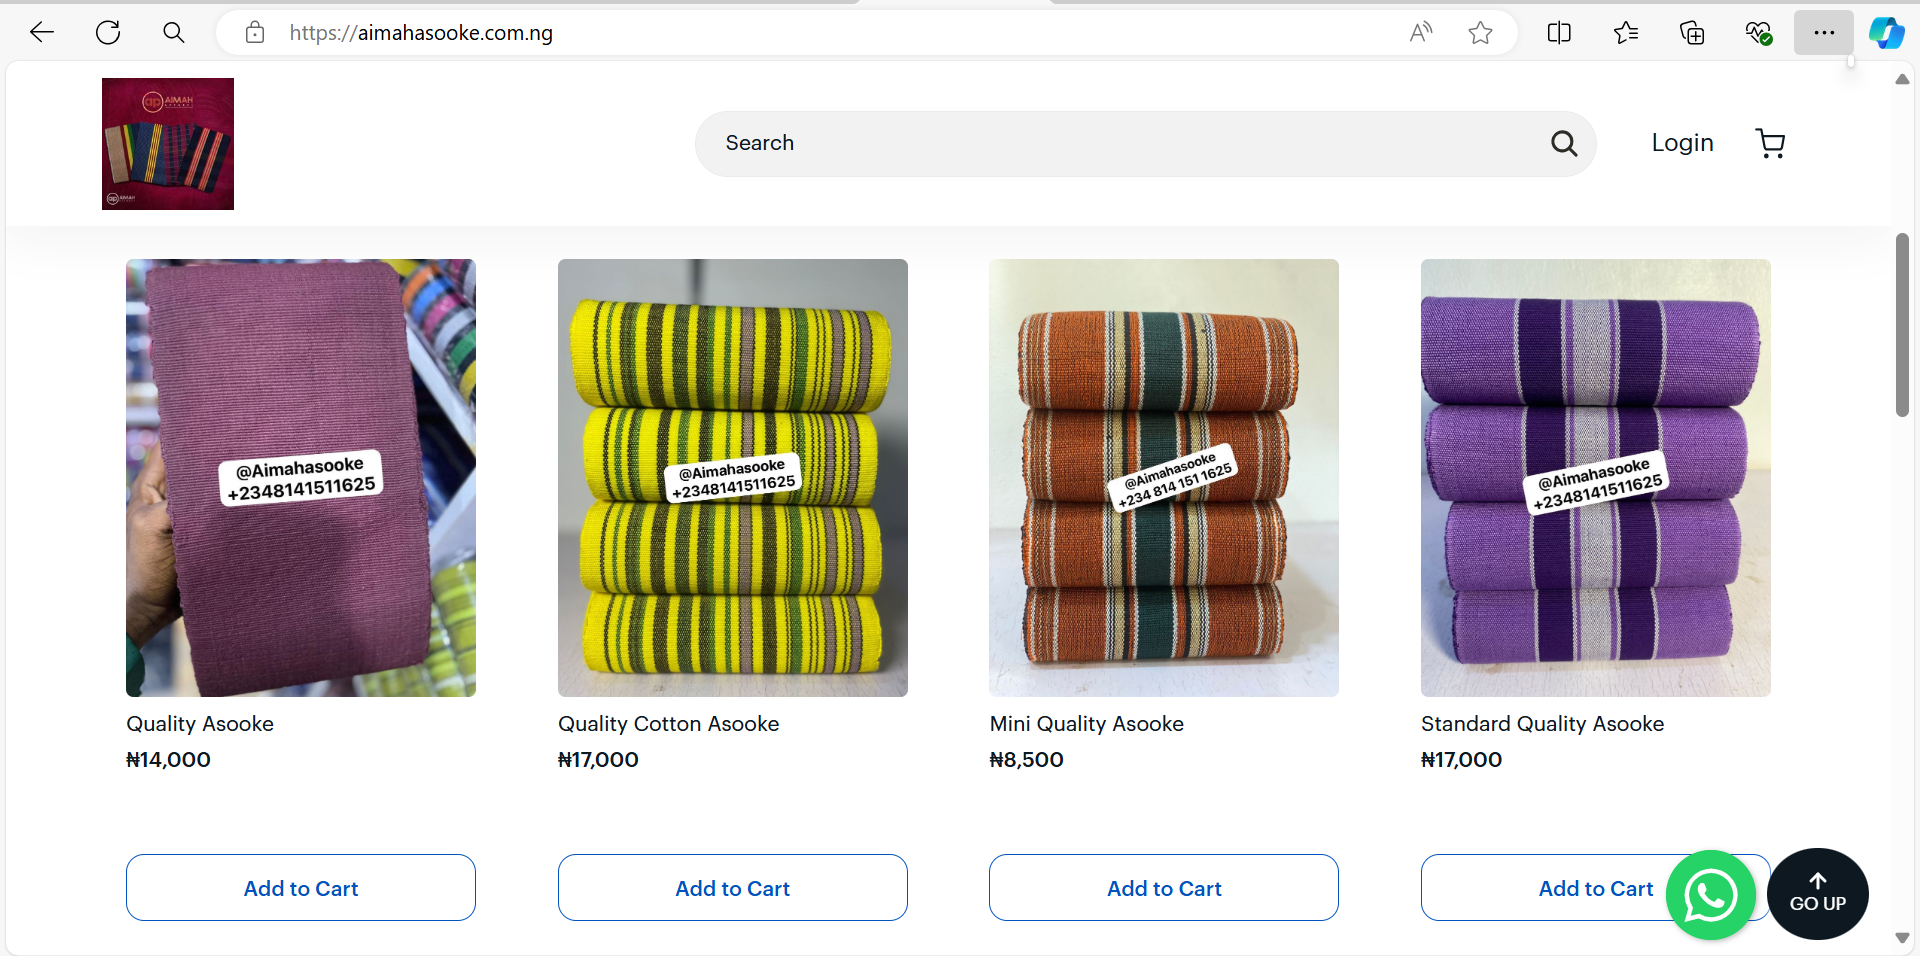 https://aimahasooke.com.ng
ap AIMAH
Search
Login
@Aimahasooke
+2348141511625
@Aimahasooke
+2348141511625
@Aimahasooke
+234 814 151 1625
@Aimahasooke
+2348141511625
Quality Asooke
₦14,000
Quality Cotton Asooke
₦17,000
Mini Quality Asooke
₦8,500
Standard Quality Asooke
₦17,000
Add to Cart
Add to Cart
Add to Cart
Add to Cart
GO UP